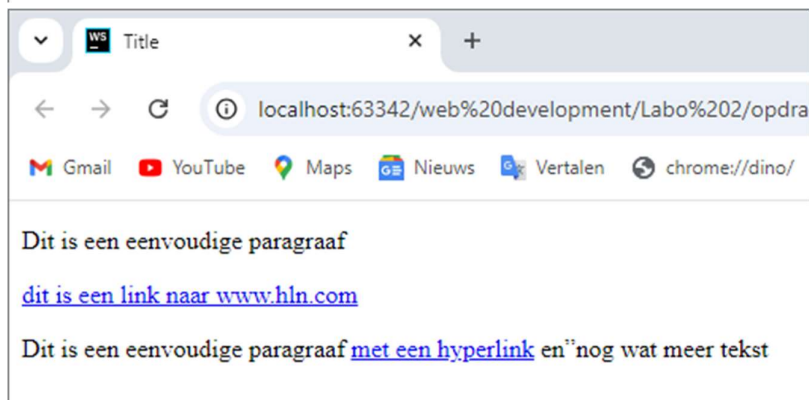 WS Title
localhost:63342/web%20development/Labo%202/opdra
Gmail YouTube Maps GE Nieuws G Vertalen chrome://dino/
Dit is een eenvoudige paragraaf
dit is een link naar www.hln.com
Dit is een eenvoudige paragraaf met een hyperlink en”nog wat meer tekst